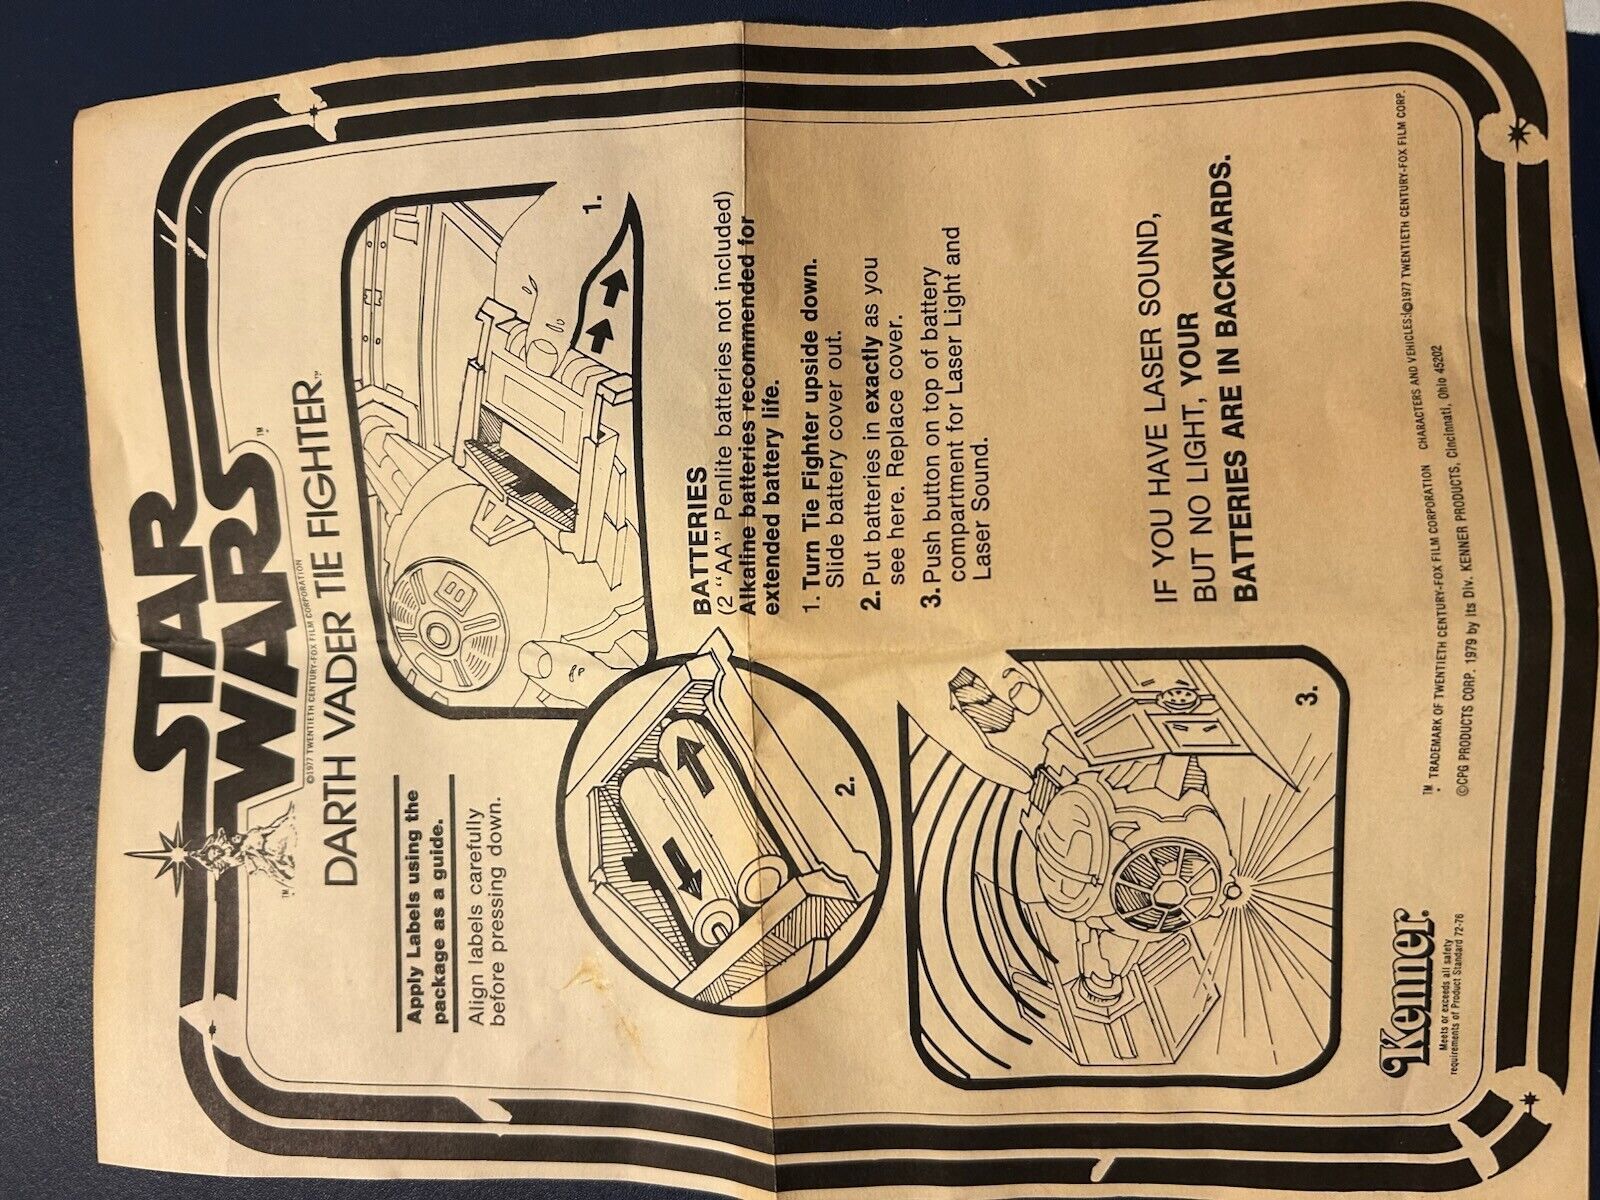 STAR
WARS
TM
©1977 TWENTIETH CENTURY-FOX FILM CORPORATION
TM
DARTH VADER TIE FIGHTER™
Apply Labels using the
package as a guide.
Align labels carefully
before pressing down.
1.
2.
3.
BATTERIES
(2 "AA" Penlite batteries not included)
Alkaline batteries recommended for
extended battery life.
1. Turn Tie Fighter upside down.
Slide battery cover out.
2. Put batteries in exactly as you
see here. Replace cover.
3. Push button on top of battery
compartment for Laser Light and
Laser Sound.
IF YOU HAVE LASER SOUND,
BUT NO LIGHT, YOUR
BATTERIES ARE IN BACKWARDS.
Kenner®
Meets or exceeds all safety
requirements of Product Standard 72-76
TM TRADEMARK OF TWENTIETH CENTURY-FOX FILM CORPORATION CHARACTERS AND VEHICLES:©1977 TWENTIETH CENTURY-FOX FILM CORP.
©CPG PRODUCTS CORP. 1979 by its Div. KENNER PRODUCTS, Cincinnati, Ohio 45202